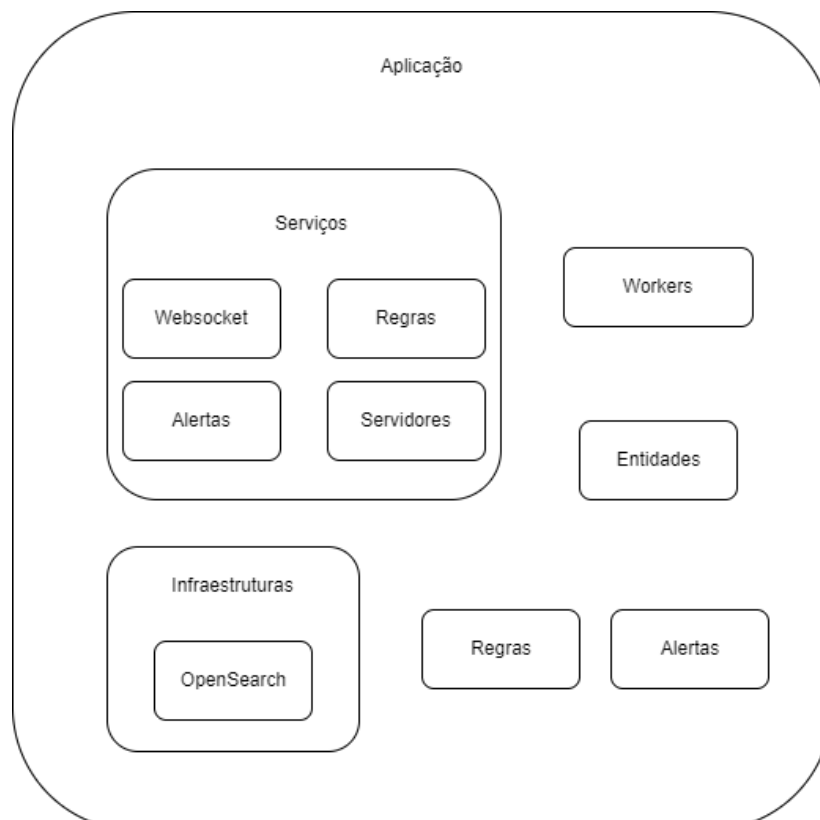 Aplicação
Serviços
Websocket
Regras
Alertas
Servidores
Workers
Entidades
Infraestruturas
OpenSearch
Regras
Alertas